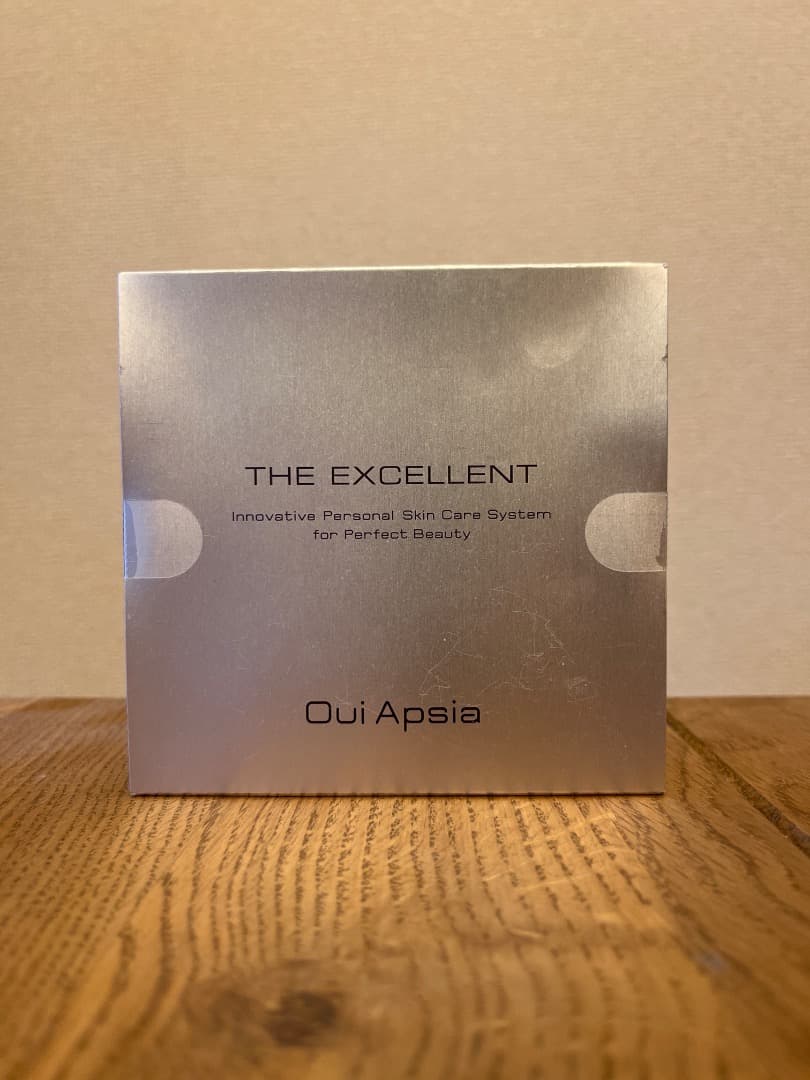 THE EXCELLENT
Innovative Personal Skin Care System
for Perfect Beauty
Oui Apsia